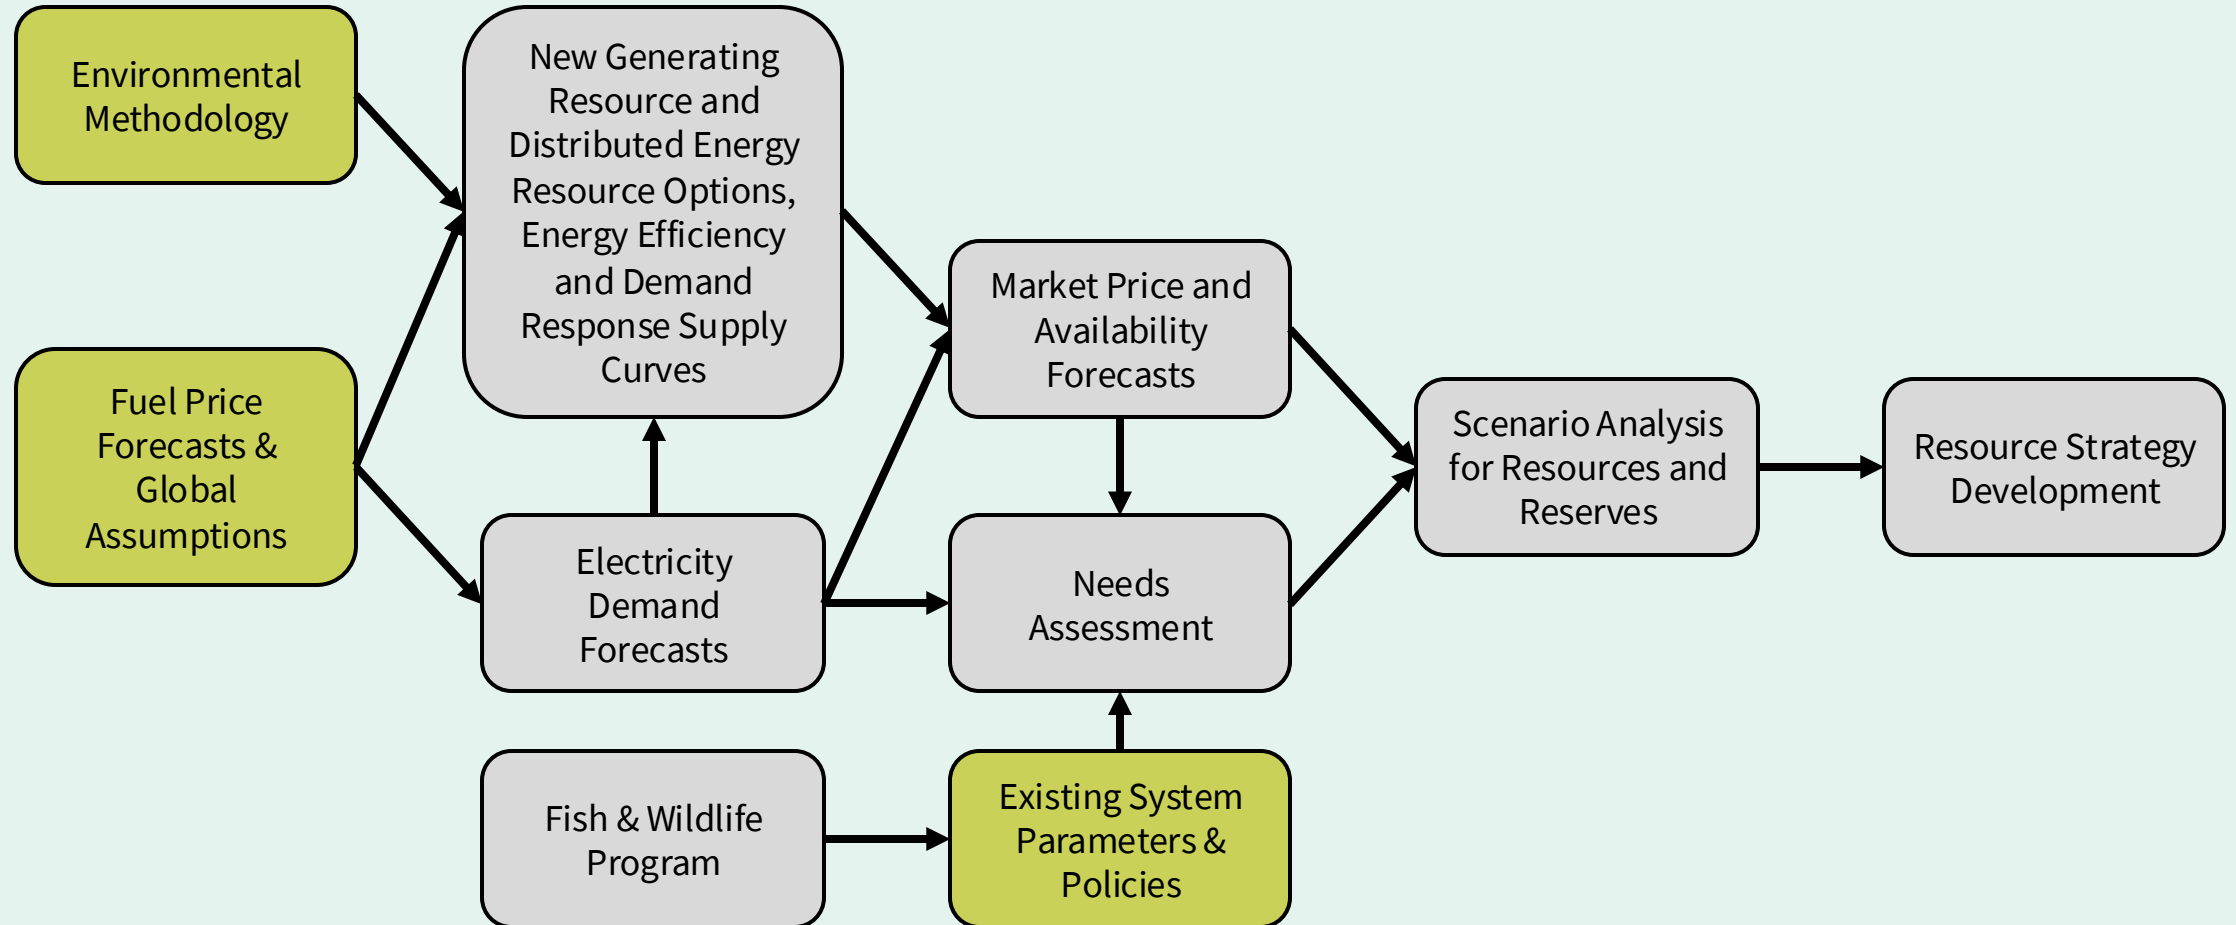 Environmental
Methodology
New Generating
Resource and
Distributed Energy
Resource Options,
Energy Efficiency
and Demand
Response Supply
Curves
Fuel Price
Forecasts &
Global
Assumptions
Market Price and
Availability
Forecasts
Scenario Analysis
for Resources and
Reserves
Resource Strategy
Development
Electricity
Demand
Forecasts
Needs
Assessment
Fish & Wildlife
Program
Existing System
Parameters &
Policies